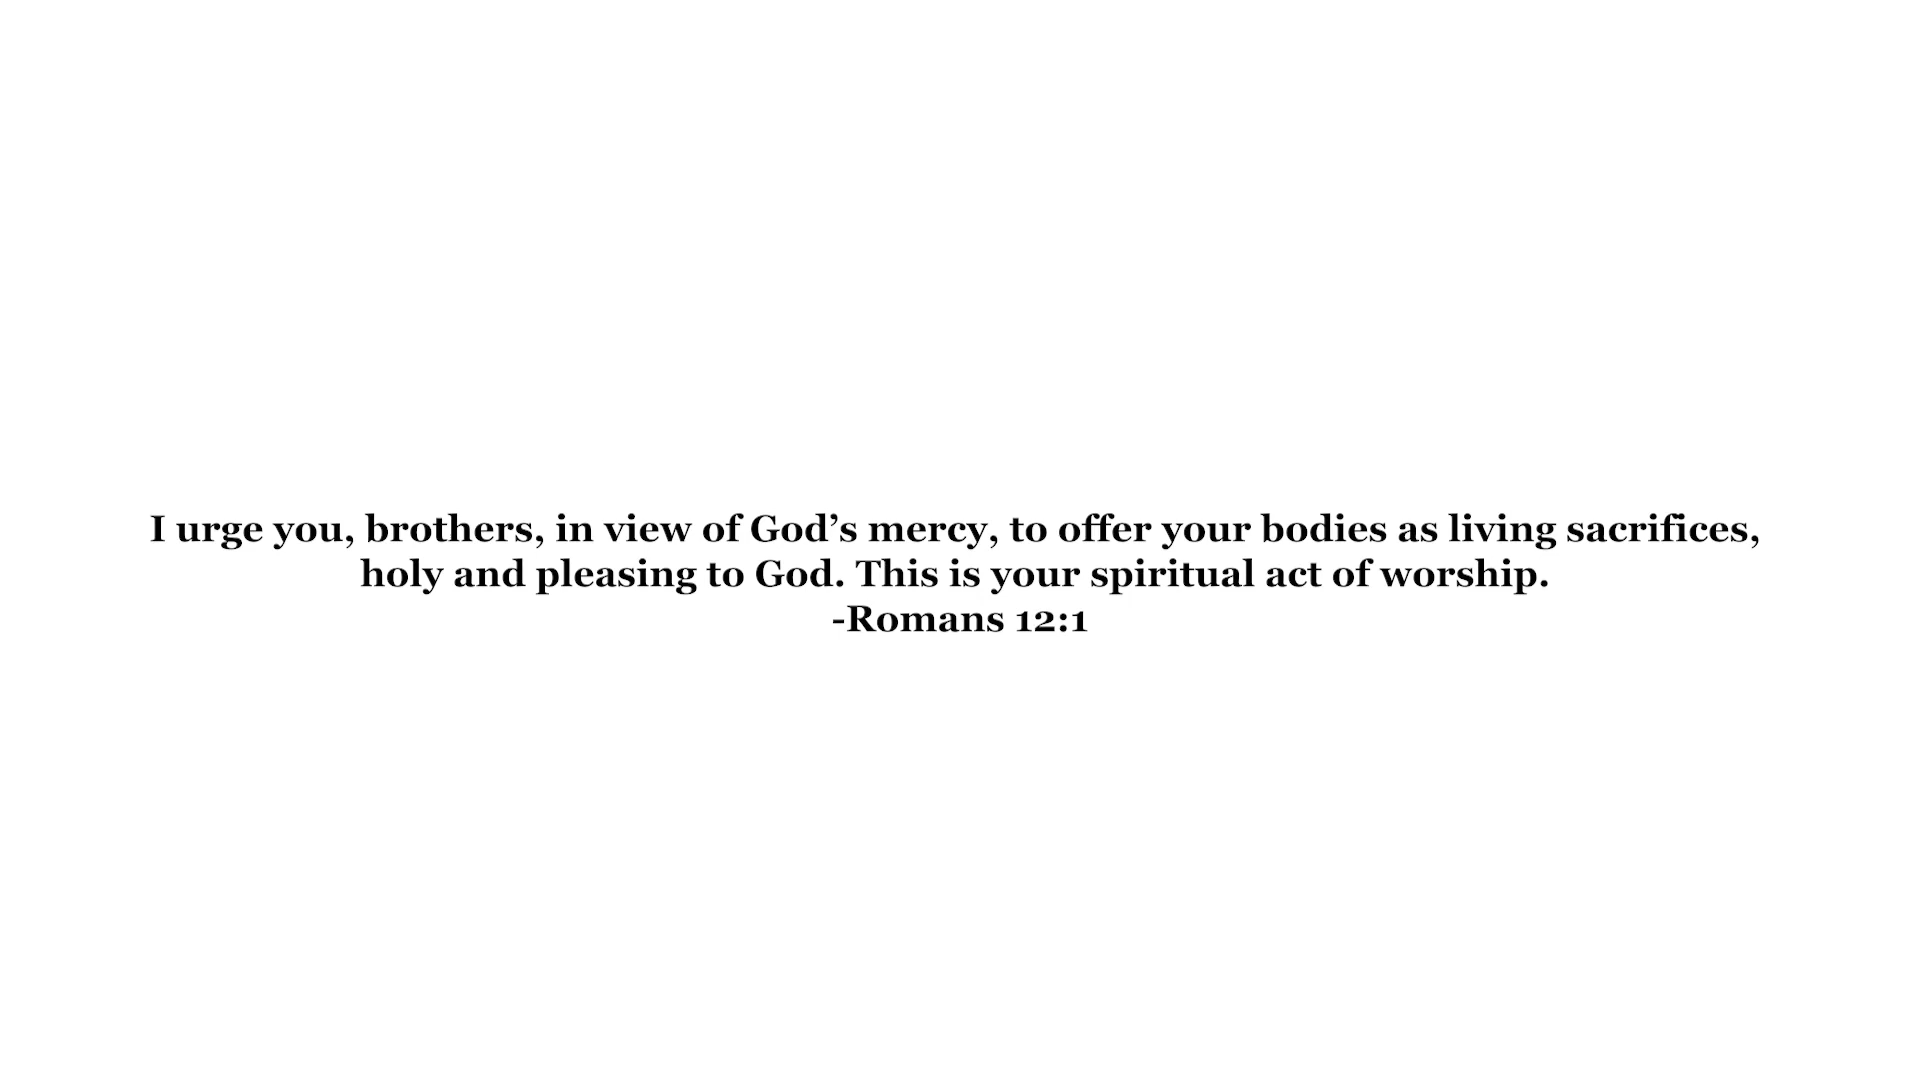 I urge you, brothers, in view of God’s mercy, to offer your bodies as living sacrifices,
holy and pleasing to God. This is your spiritual act of worship.
-Romans 12:1